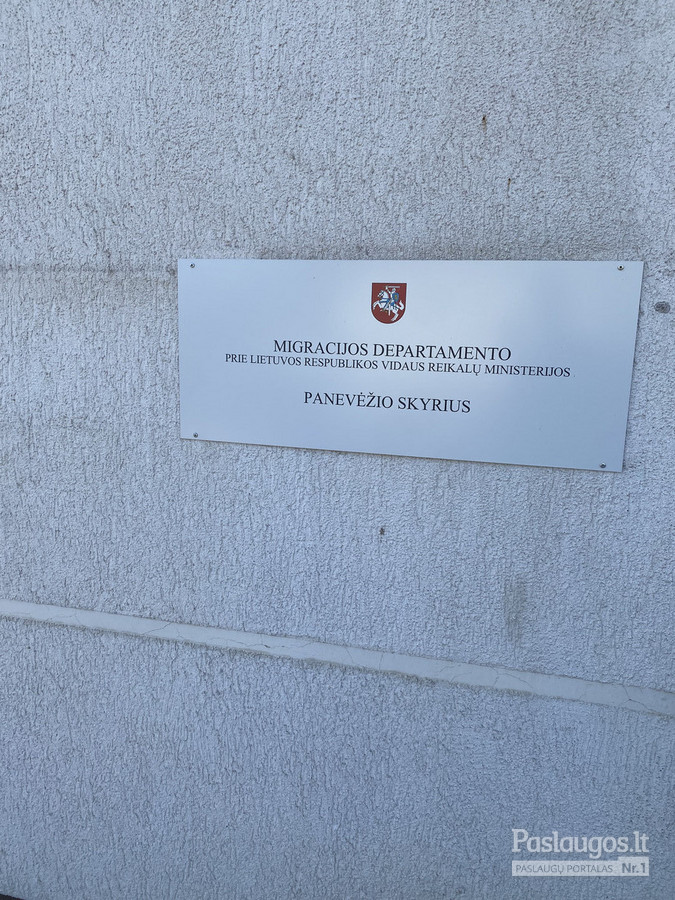 MIGRACIJOS DEPARTAMENTO
PRIE LIETUVOS RESPUBLIKOS VIDAUS REIKALŲ MINISTERIJOS
PANEVĖŽIO SKYRIUS
Paslaugos.lt
PASLAUGŲ PORTALAS Nr.1